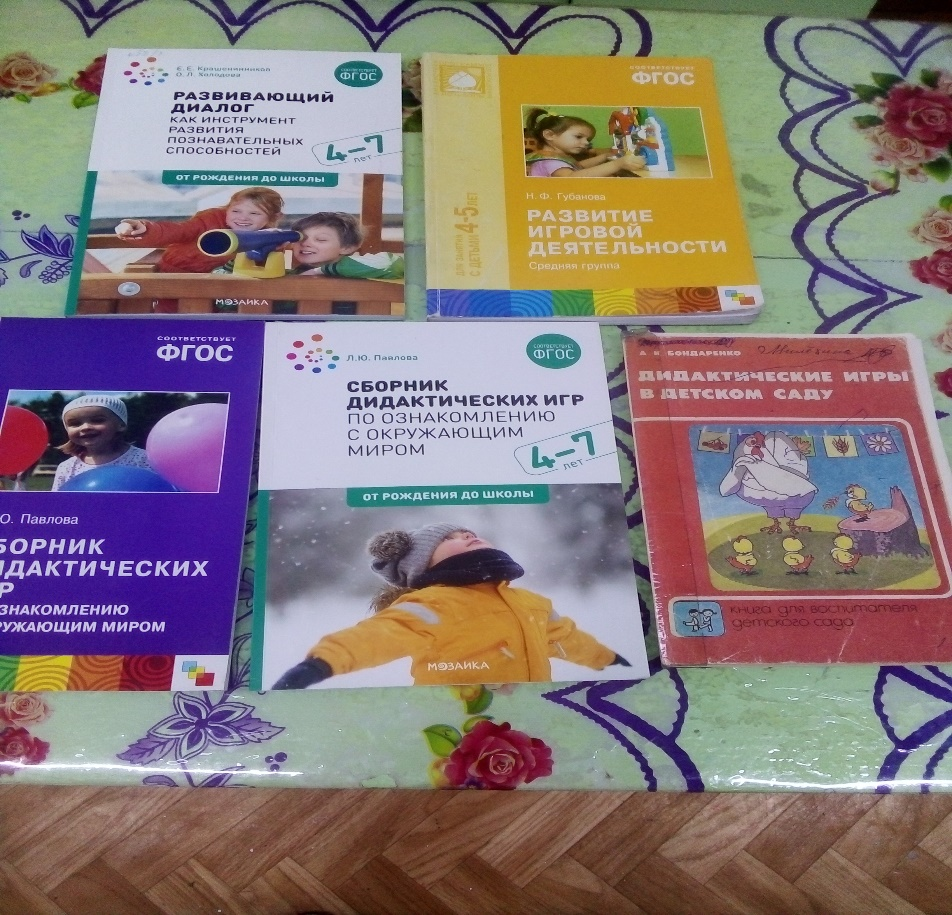 Е. Е. Крашенинников
О. Л. Холодова
СООТВЕТСТВУЕТ
ФГОС
РАЗВИВАЮЩИЙ
ДИАЛОГ
КАК ИНСТРУМЕНТ
РАЗВИТИЯ
ПОЗНАВАТЕЛЬНЫХ
СПОСОБНОСТЕЙ
4–7
лет
ОТ РОЖДЕНИЯ ДО ШКОЛЫ
МОЗАИКА
СООТВЕТСТВУЕТ
ФГОС
Н. Ф. Губанова
РАЗВИТИЕ
ИГРОВОЙ
ДЕЯТЕЛЬНОСТИ
Средняя группа
ДЛЯ ЗАНЯТИЙ
С ДЕТЬМИ 4-5 ЛЕТ
СООТВЕТСТВУЕТ
ФГОС
Ю. Павлова
БОРНИК
ИДАКТИЧЕСКИХ
Р
ЗНАКОМЛЕНИЮ
РУЖАЮЩИМ МИРОМ
Л.Ю. Павлова
СООТВЕТСТВУЕТ
ФГОС
СБОРНИК
ДИДАКТИЧЕСКИХ ИГР
ПО ОЗНАКОМЛЕНИЮ
С ОКРУЖАЮЩИМ
МИРОМ
4–7
лет
ОТ РОЖДЕНИЯ ДО ШКОЛЫ
МОЗАИКА
А. К. БОНДАРЕНКО
ДИДАКТИЧЕСКИЕ ИГРЫ
В ДЕТСКОМ САДУ
книга для воспитателя
детского сада